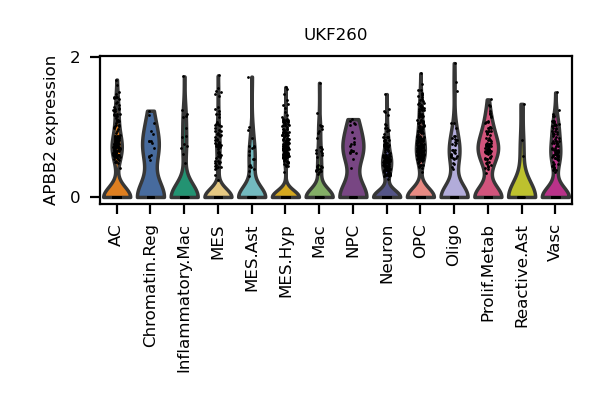 UKF260
APBB2 expression
2
0
AC
Chromatin.Reg
Inflammatory.Mac
MES
MES.Ast
MES.Hyp
Mac
NPC
Neuron
OPC
Oligo
Prolif.Metab
Reactive.Ast
Vasc